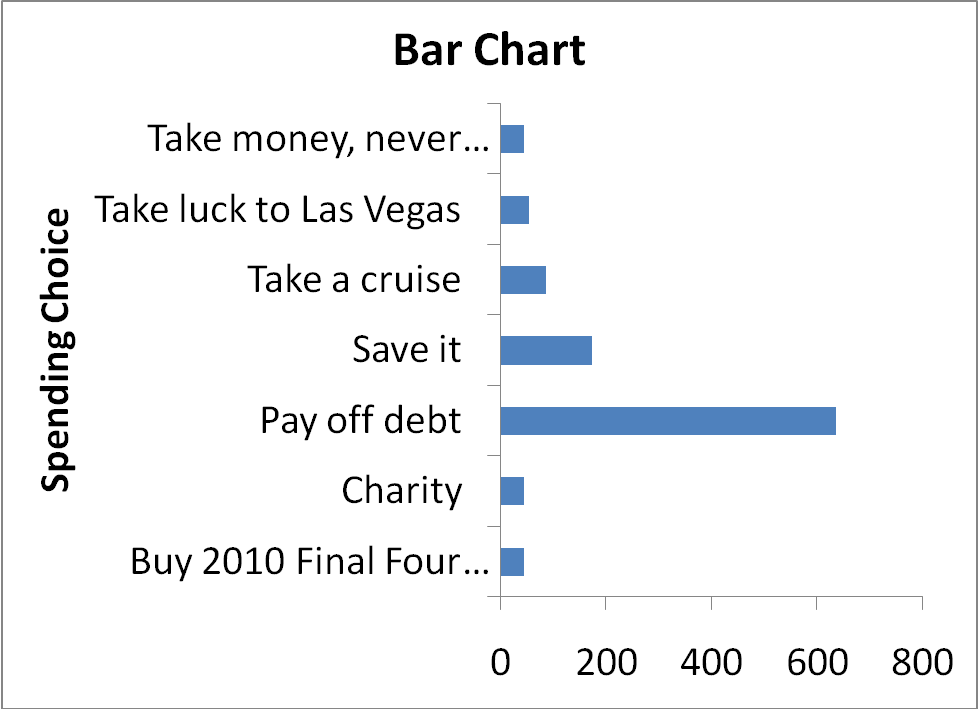 Bar Chart
Spending Choice
Take money, never...
Take luck to Las Vegas
Take a cruise
Save it
Pay off debt
Charity
Buy 2010 Final Four...
0 200 400 600 800